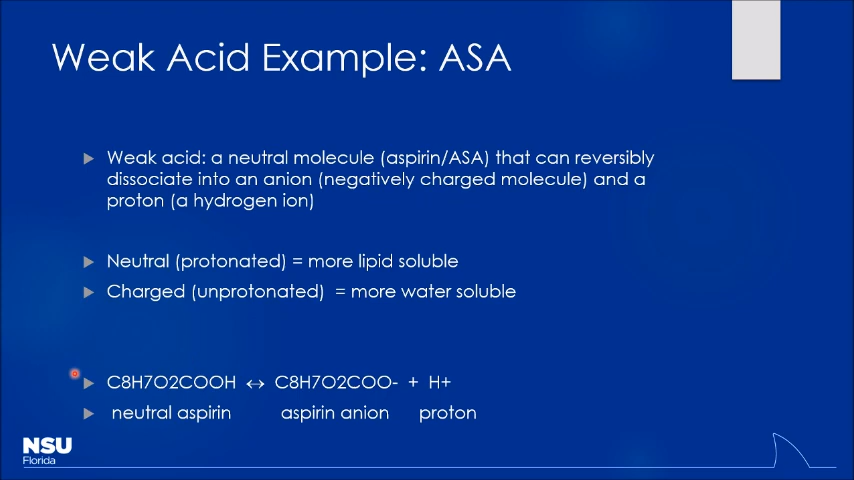 Weak Acid Example: ASA
Weak acid: a neutral molecule (aspirin/ASA) that can reversibly
dissociate into an anion (negatively charged molecule) and a
proton (a hydrogen ion)
Neutral (protonated) = more lipid soluble
Charged (unprotonated) = more water soluble
C8H7O2COOH ↔ C8H7O2COO- + H+
neutral aspirin aspirin anion proton
NSU
Florida